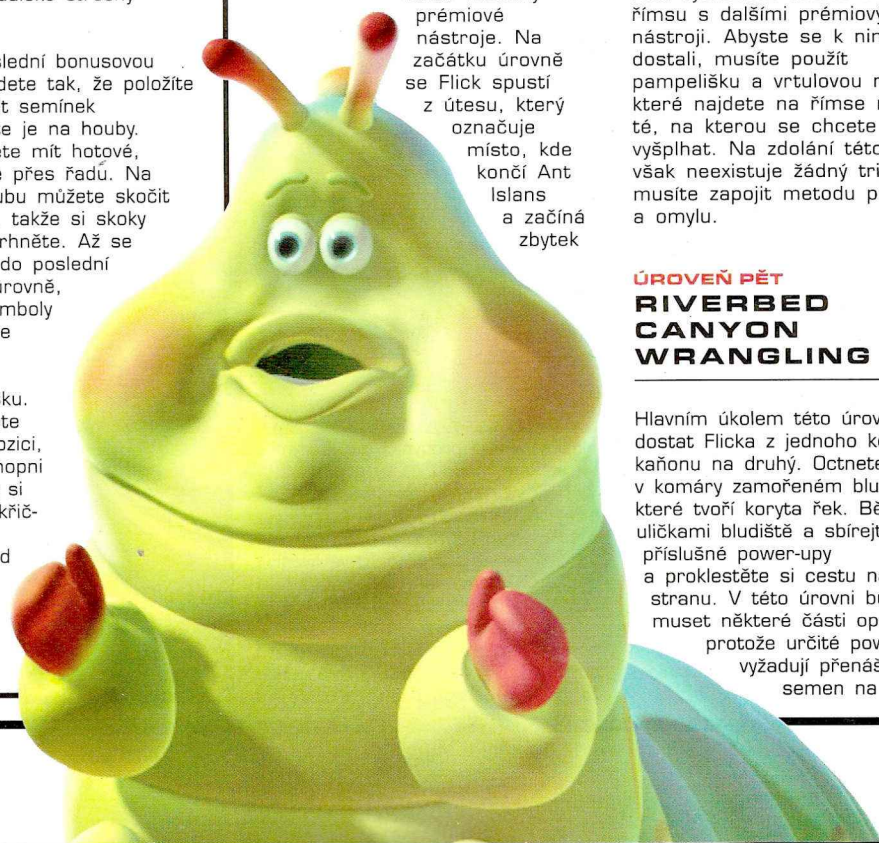 slední bonusovou
dete tak, že položíte
t semínek
e je na houby.
ete mít hotové,
e přes řadu. Na
ubu můžete skočit
takže si skoky
rhněte. Až se
do poslední
úrovně,
mboly
e
sku.
te
ozici,
hopni
si
křič-
d
prémiové
nástroje. Na
začátku úrovně
se Flick spustí
z útesu, který
označuje
místo, kde
končí Ant
Islans
a začíná
zbytek
římsu s dalšími prémiový
nástroji. Abyste se k nim
dostali, musíte použít
pampelišku a vrtulovou r
které najdete na římse n
té, na kterou se chcete
vyšplhat. Na zdolání této
však neexistuje žádný tri
musíte zapojit metodu p
a omylu.
ÚROVEŇ PĚT
RIVERBED
CANYON
WRANGLING
Hlavním úkolem této úrov
dostat Flicka z jednoho ko
kaňonu na druhý. Octnete
v komáry zamořeném blu
které tvoří koryta řek. Bě
uličkami bludiště a sbírejt
příslušné power-upy
a proklestěte si cestu na
stranu. V této úrovni bu
muset některé části op
protože určité pow
vyžadují přenáš
semen na